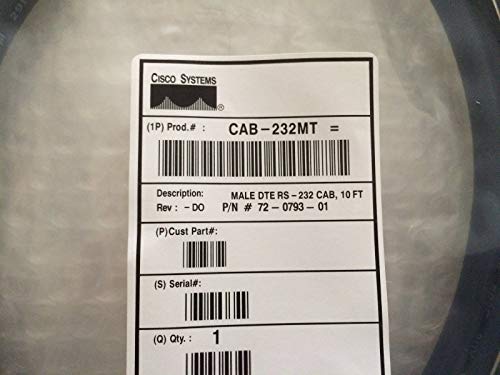 CISCO SYSTEMS
®
(1P) Prod.# : CAB-232MT =
Description: MALE DTE RS-232 CAB, 10 FT
Rev : -DO P/N # 72-0793-01
(P)Cust Part#:
(S) Serial#:
(Q) Qty. : 1